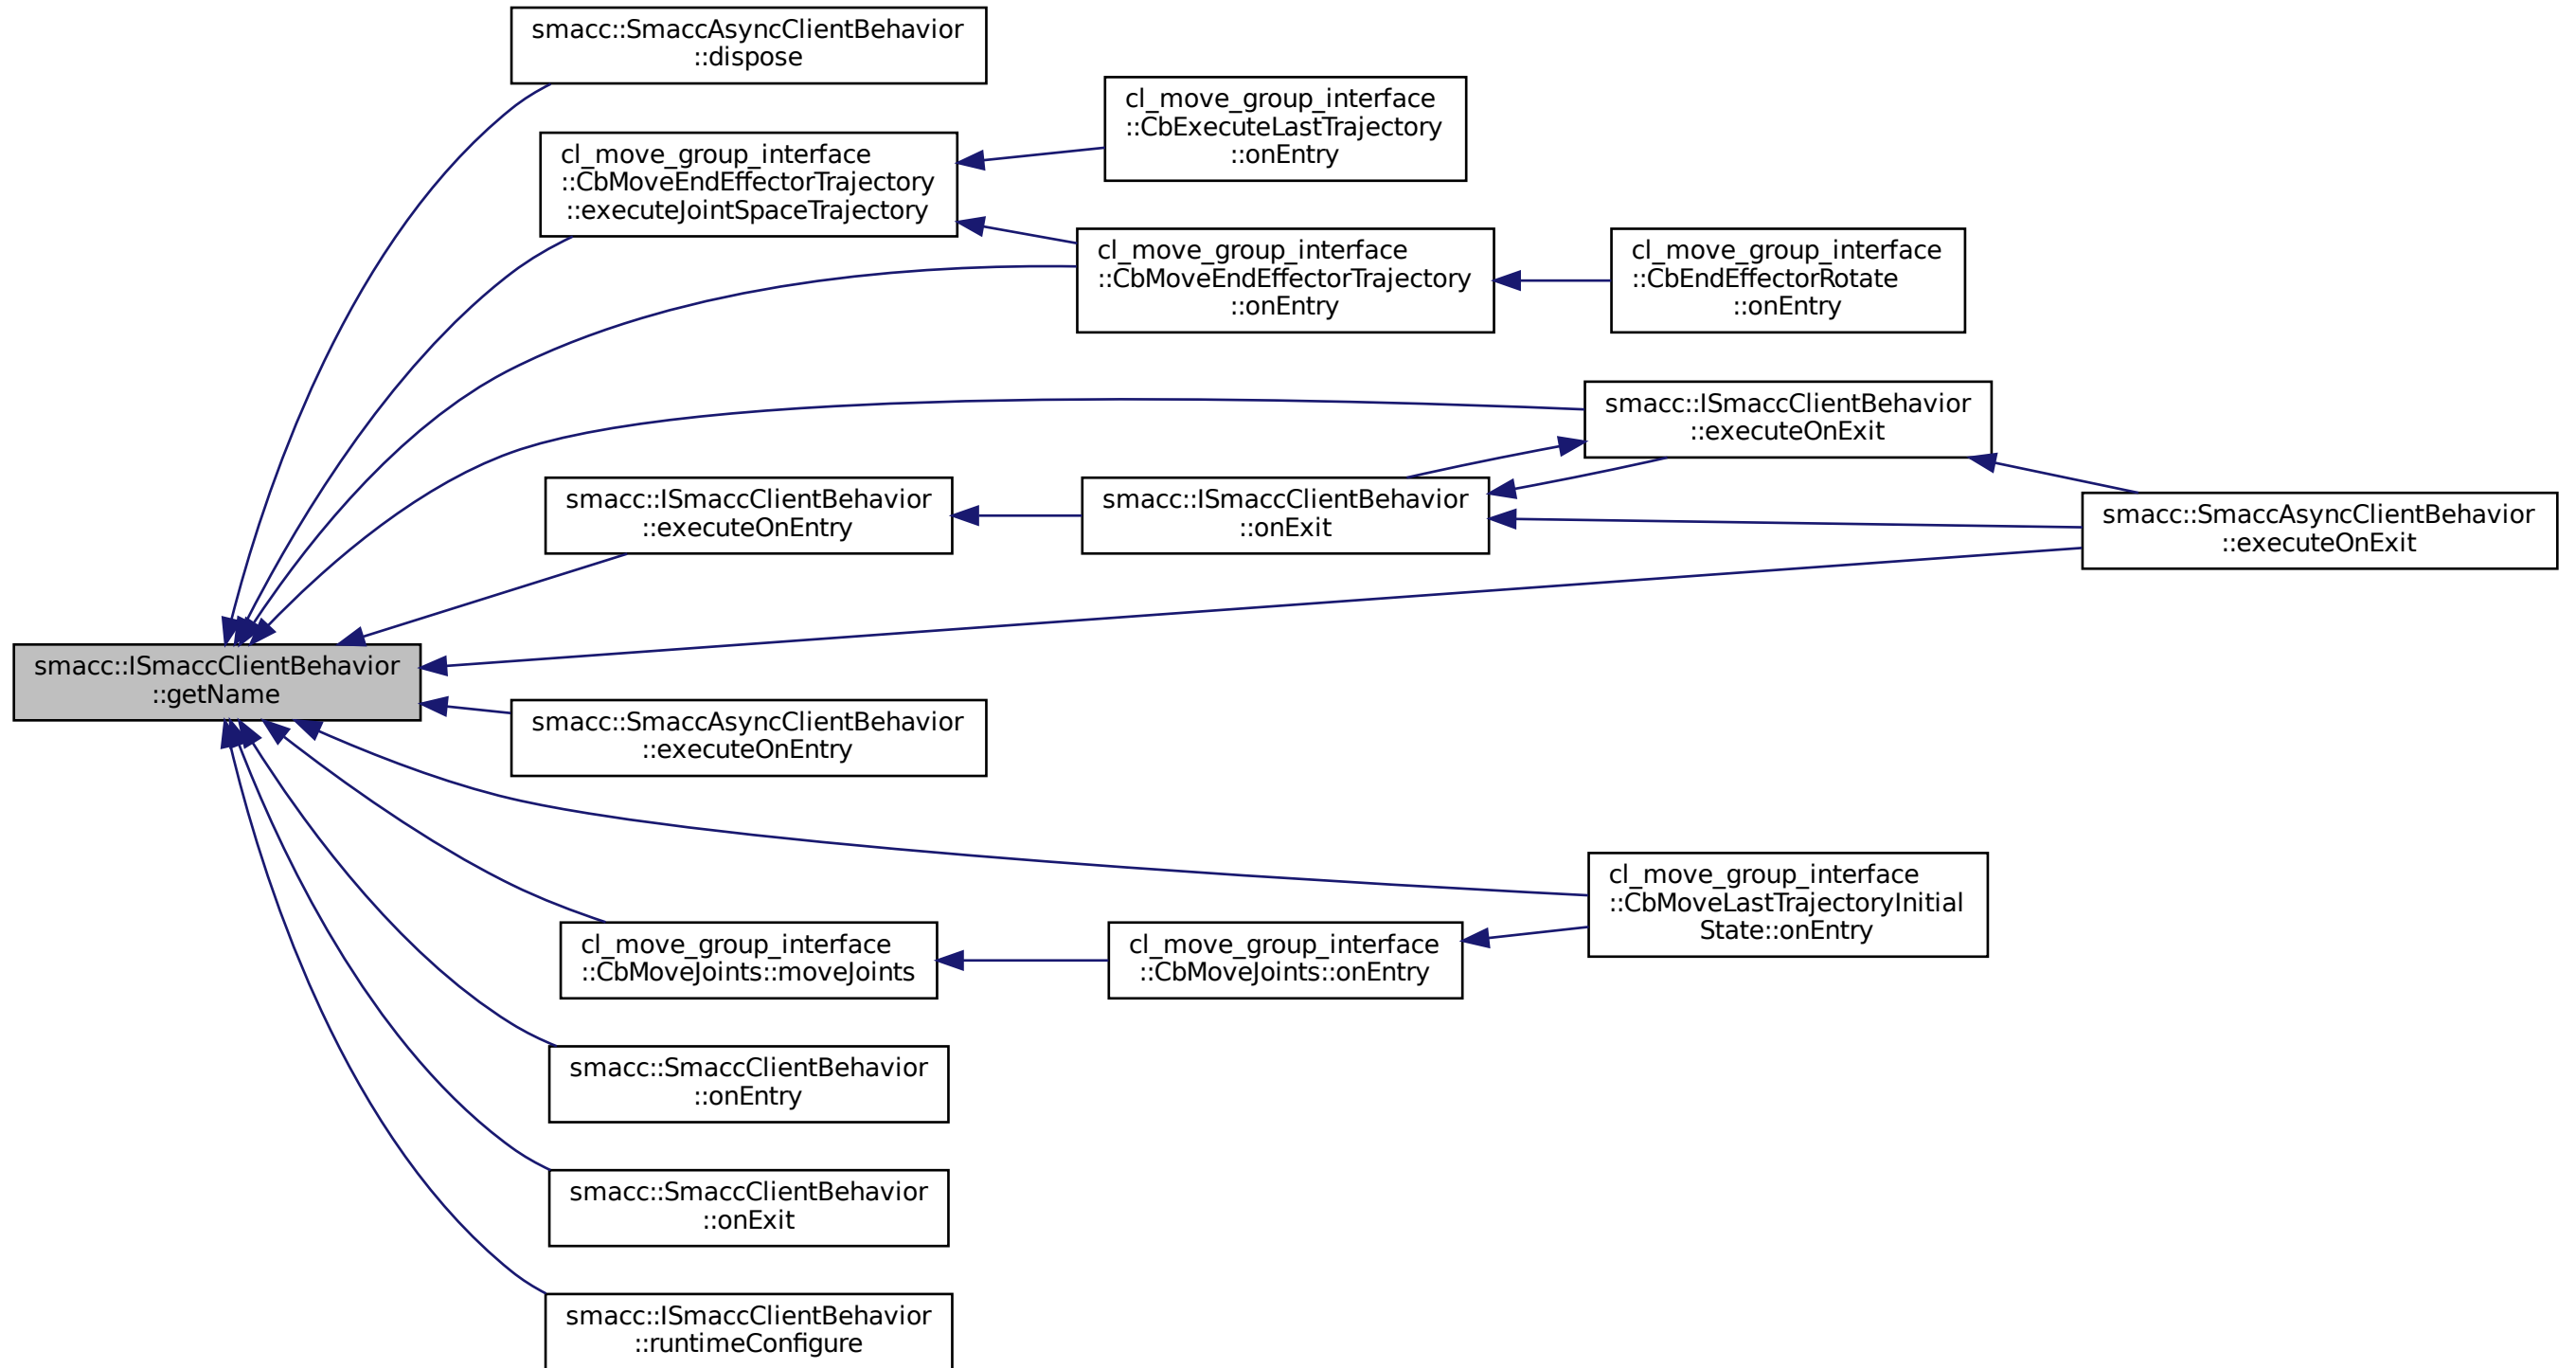 smacc::SmaccAsyncClientBehavior
::dispose
cl_move_group_interface
::CbExecuteLastTrajectory
::onEntry
cl_move_group_interface
::CbMoveEndEffectorTrajectory
::executeJointSpaceTrajectory
cl_move_group_interface
::CbMoveEndEffectorTrajectory
::onEntry
cl_move_group_interface
::CbEndEffectorRotate
::onEntry
smacc::ISmaccClientBehavior
::executeOnExit
smacc::ISmaccClientBehavior
::executeOnEntry
smacc::ISmaccClientBehavior
::onExit
smacc::SmaccAsyncClientBehavior
::executeOnExit
smacc::ISmaccClientBehavior
::getName
smacc::SmaccAsyncClientBehavior
::executeOnEntry
cl_move_group_interface
::CbMoveLastTrajectoryInitial
State::onEntry
cl_move_group_interface
::CbMoveJoints::moveJoints
cl_move_group_interface
::CbMoveJoints::onEntry
smacc::SmaccClientBehavior
::onEntry
smacc::SmaccClientBehavior
::onExit
smacc::ISmaccClientBehavior
::runtimeConfigure